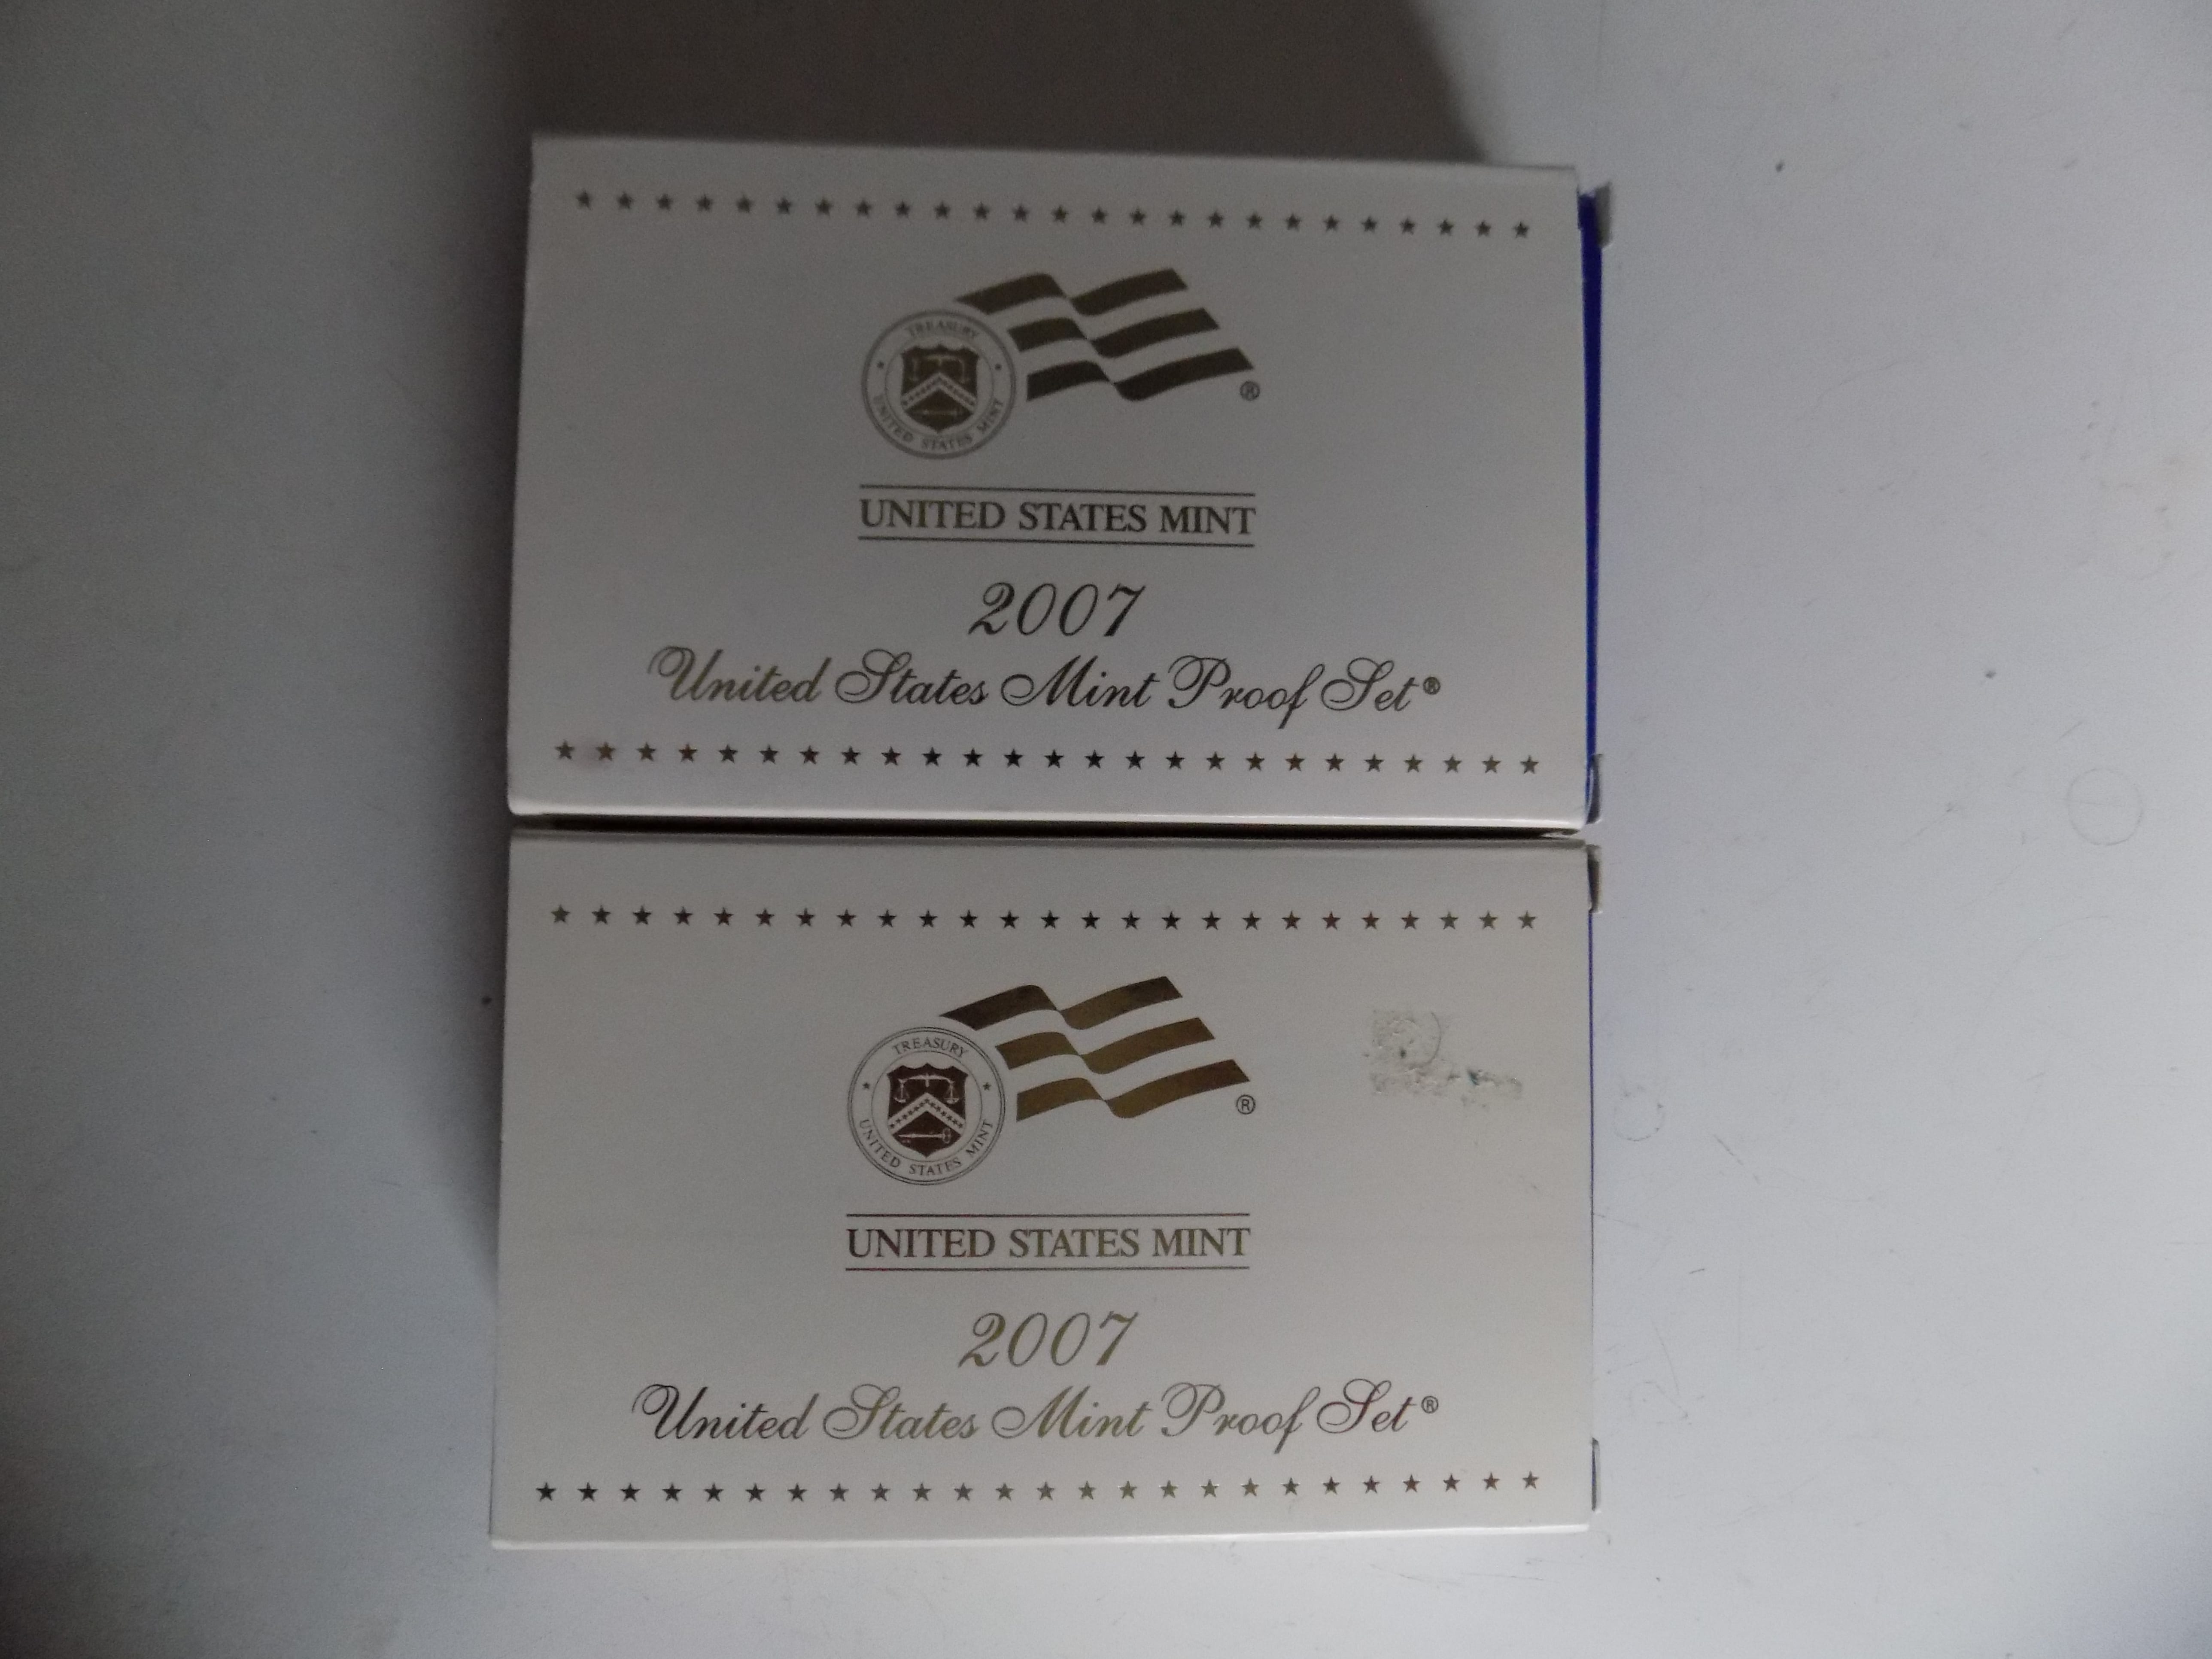 TREASURY
UNITED STATES MINT
®
UNITED STATES MINT
2007
United States Mint Proof Set®
TREASURY
UNITED STATES MINT
®
UNITED STATES MINT
2007
United States Mint Proof Set®